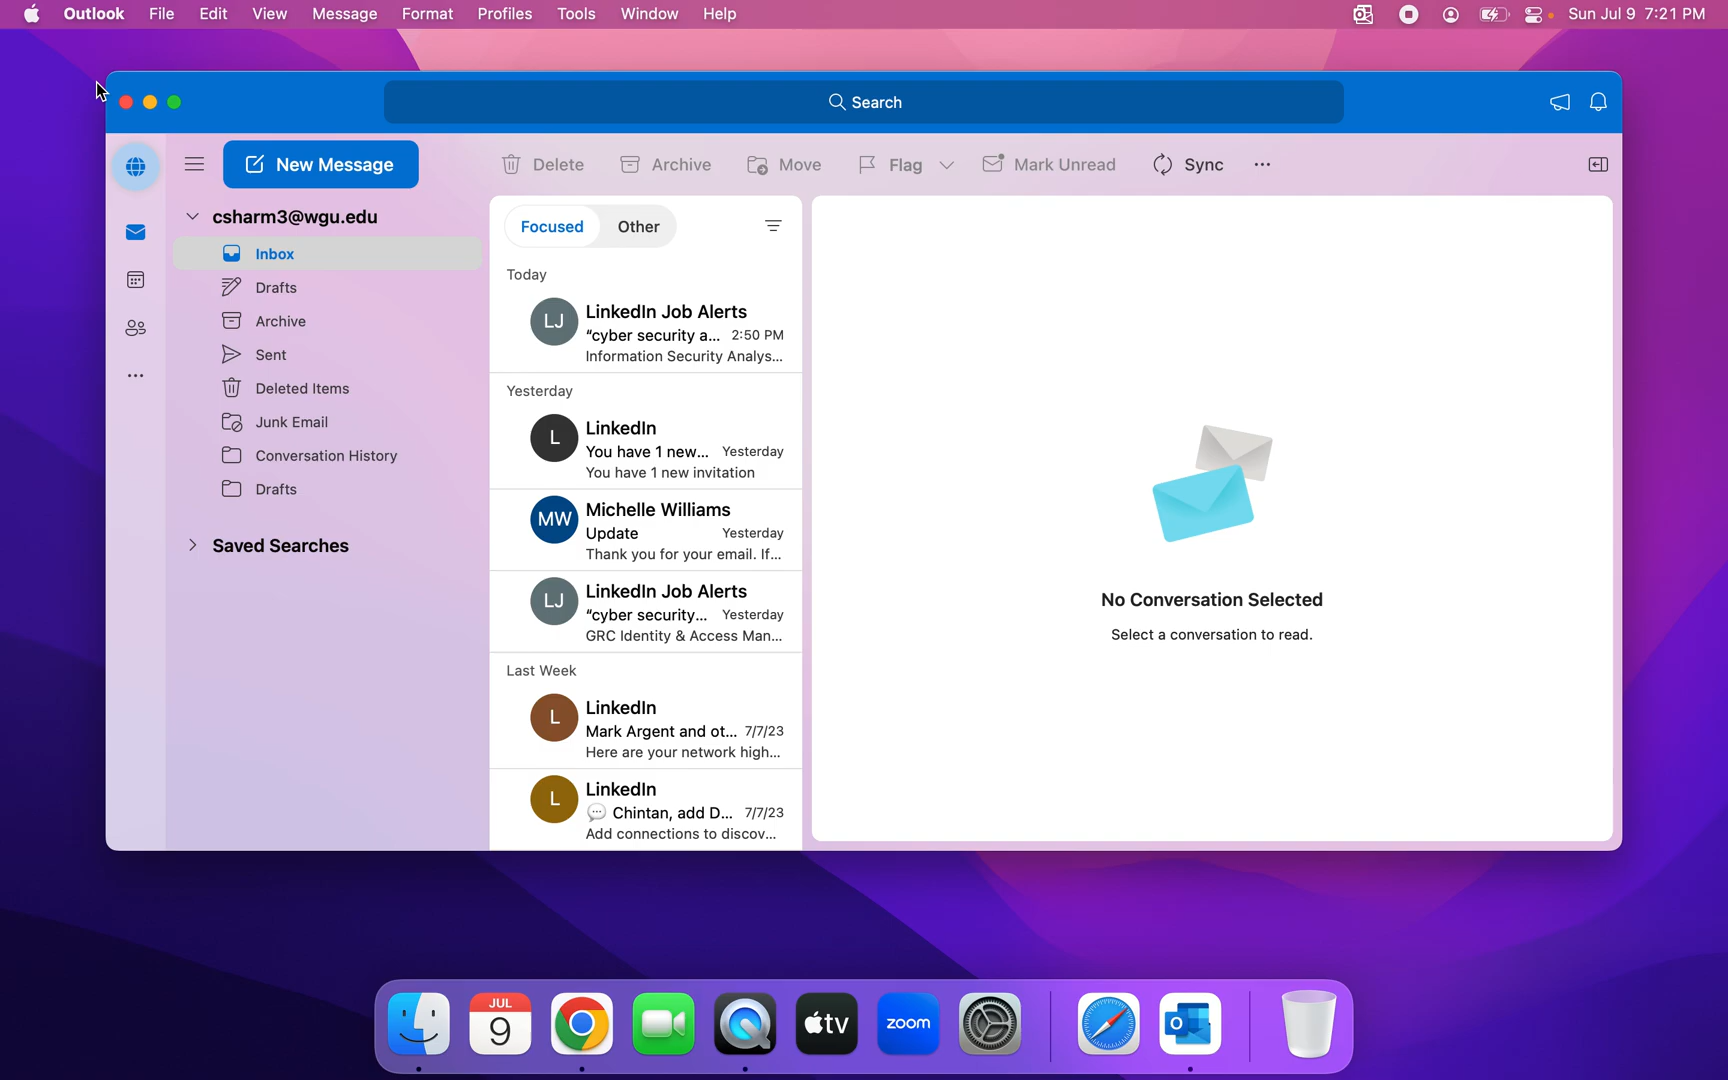 Outlook File Edit View Message Format Profiles Tools Window Help Sun Jul 9 7:21 PM
Search
New Message Delete Archive Move Flag Mark Unread Sync
csharm3@wgu.edu
Inbox
Drafts
Archive
Sent
Deleted Items
Junk Email
Conversation History
Drafts
Saved Searches
Focused Other
Today
LJ LinkedIn Job Alerts
“cyber security a... 2:50 PM
Information Security Analys...
Yesterday
L LinkedIn
You have 1 new... Yesterday
You have 1 new invitation
MW Michelle Williams
Update Yesterday
Thank you for your email. If...
LJ LinkedIn Job Alerts
“cyber security... Yesterday
GRC Identity & Access Man...
Last Week
L LinkedIn
Mark Argent and ot... 7/7/23
Here are your network high...
L LinkedIn
Chintan, add D... 7/7/23
Add connections to discov...
No Conversation Selected
Select a conversation to read.
JUL
9
tv
zoom
O